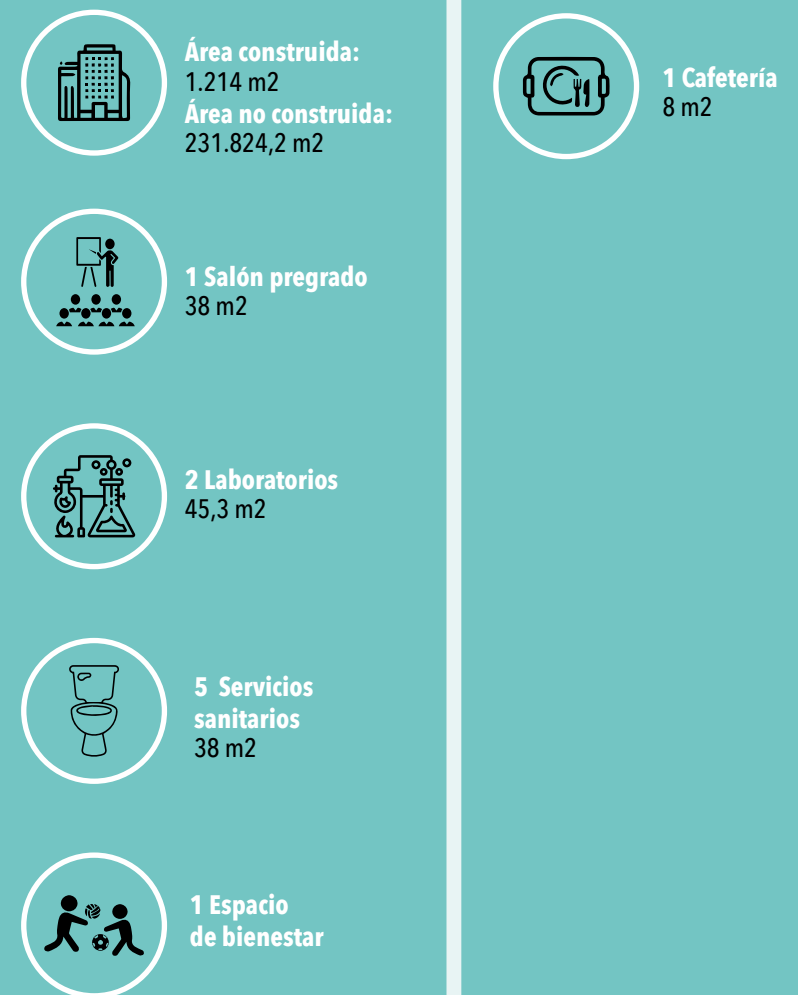 Área construida:
1.214 m2
Área no construida:
231.824,2 m2
1 Salón pregrado
38 m2
2 Laboratorios
45,3 m2
5 Servicios
sanitarios
38 m2
1 Espacio
de bienestar
1 Cafetería
8 m2